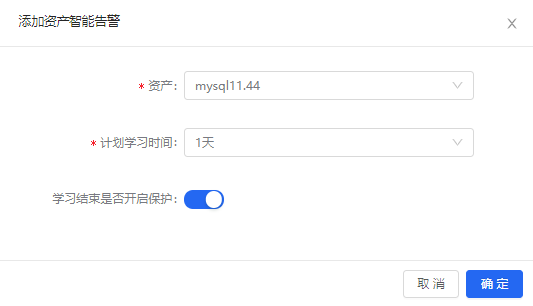 添加资产智能告警
* 资产: mysql11.44
* 计划学习时间: 1天
学习结束是否开启保护:
取 消 确 定